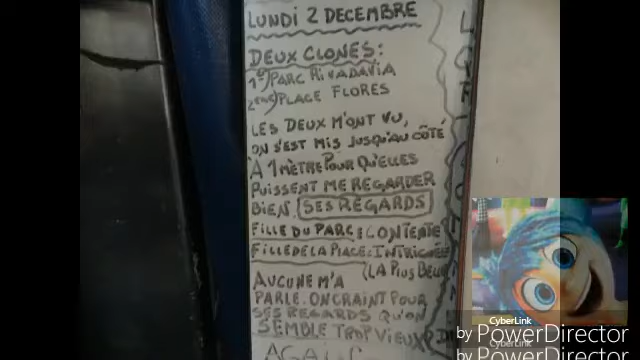 LUNDI 2 DECEMBRE
DEUX CLONES:
1º) PARC RIVADAVIA
2ÈME) PLACE FLORES
LES DEUX M'ONT VU,
ON S'EST MIS JUSQU'AU CÔTÉ
À 1 MÈTRE POUR QU'ELLES
PUISSENT ME REGARDER
BIEN. SES REGARDS
FILLE DU PARC: CONTENTE
FILLE DE LA PLACE: INTRIGUÉE
(LA PLUS BELLE
AUCUNE M'A
PARLE. ON CRAINT POUR
SES REGARDS QU'ON
SEMBLE TROP VIEUX
CyberLink
by PowerDirector
CyberLink
by PowerDirector